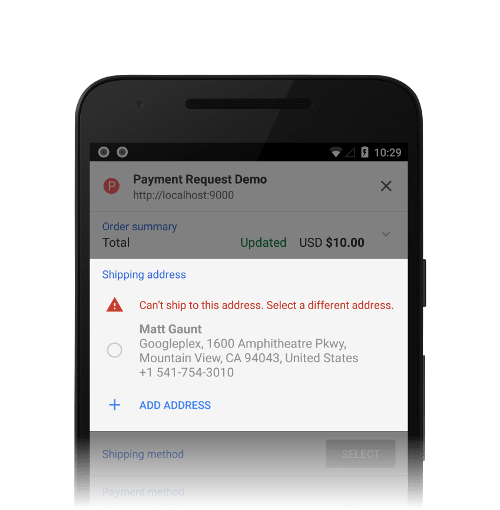 10:29
P
Payment Request Demo
http://localhost:9000
Order summary
Total Updated USD $10.00
Shipping address
Can't ship to this address. Select a different address.
Matt Gaunt
Googleplex, 1600 Amphitheatre Pkwy,
Mountain View, CA 94043, United States
+1 541-754-3010
ADD ADDRESS
Shipping method SELECT
Payment method